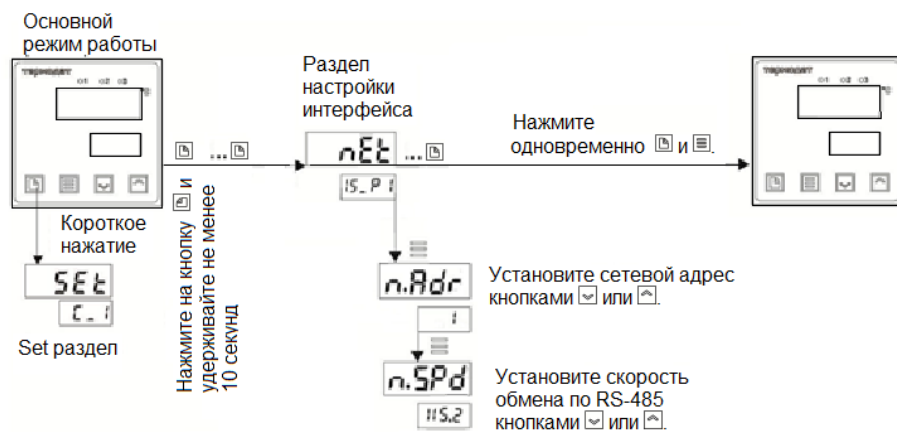 Основной
режим работы
термодат
Короткое
нажатие
SEt
C_1
Set раздел
Нажмите на кнопку и
удерживайте не менее
10 секунд
...
Раздел
настройки
интерфейса
nEt ...
15_P1
n.Adr
1
n.SPd
115.2
Нажмите
одновременно и .
Установите сетевой адрес
кнопками или .
Установите скорость
обмена по RS-485
кнопками или .
термодат